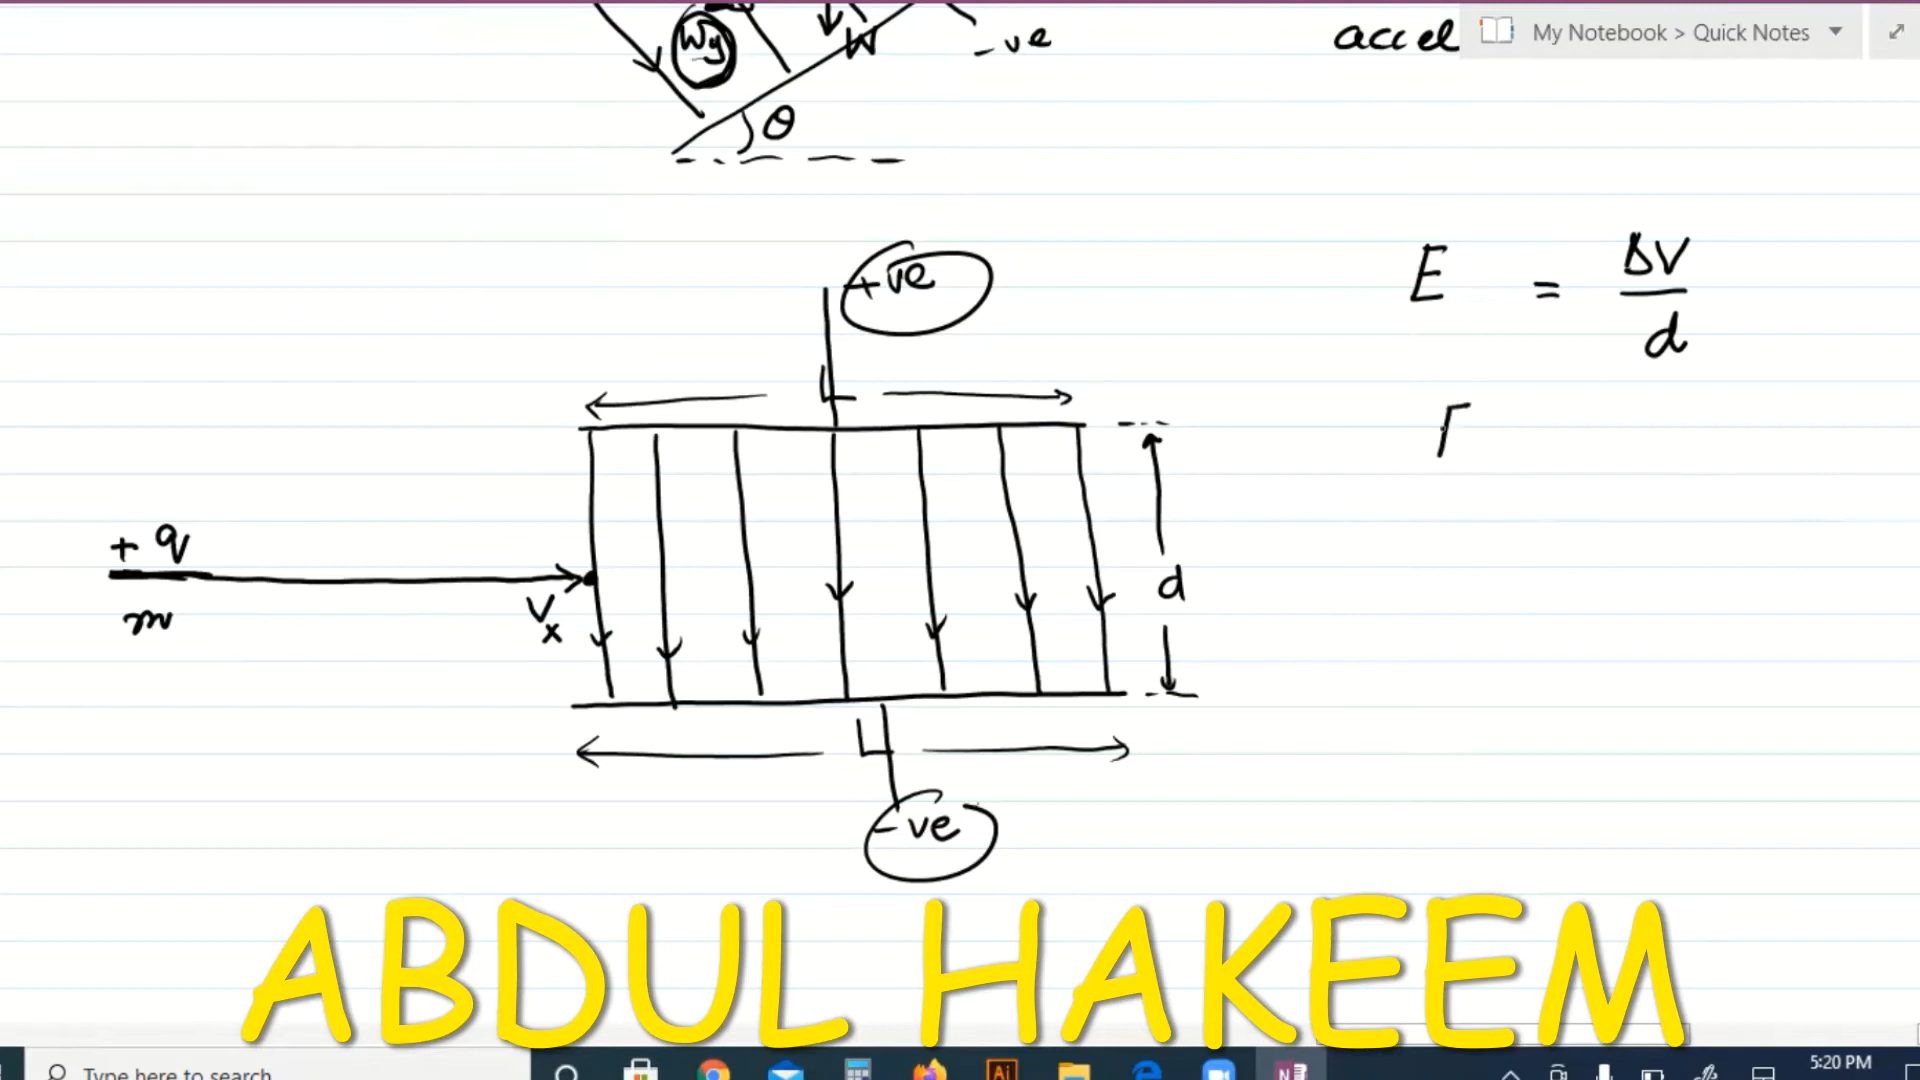 Wy
W
-ve
accel
My Notebook > Quick Notes
θ
+ve
E = ΔV/d
L
+q
m
Vx
d
L
-ve
ABDUL HAKEEM
Type here to search
Ai
N
5:20 PM